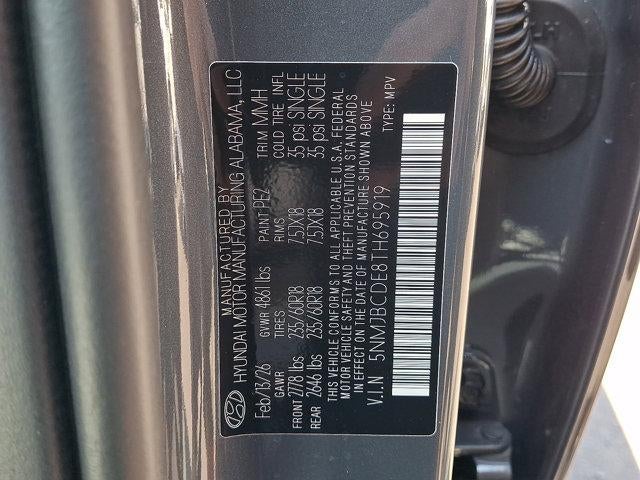 MANUFACTURED BY
HYUNDAI MOTOR MANUFACTURING ALABAMA, LLC
Feb/13/26 GVWR 4861 lbs PAINT PE2 TRIM MMH
GAWR TIRES RIMS COLD TIRE INFL
FRONT 2778 lbs 235/60R18 7.5JX18 35 psi SINGLE
REAR 2646 lbs 235/60R18 7.5JX18 35 psi SINGLE
THIS VEHICLE CONFORMS TO ALL APPLICABLE U.S.A. FEDERAL
MOTOR VEHICLE SAFETY AND THEFT PREVENTION STANDARDS
IN EFFECT ON THE DATE OF MANUFACTURE SHOWN ABOVE
V.I.N 5NMJBCDE8TH695919 TYPE: MPV
LH